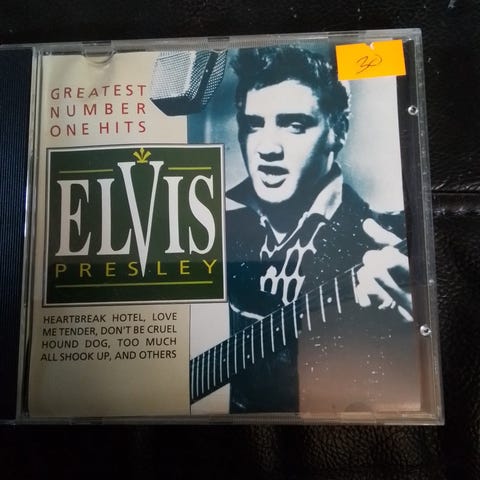 30
GREATEST
NUMBER
ONE HITS
ELVIS
PRESLEY
HEARTBREAK HOTEL, LOVE
ME TENDER, DON'T BE CRUEL
HOUND DOG, TOO MUCH
ALL SHOOK UP, AND OTHERS